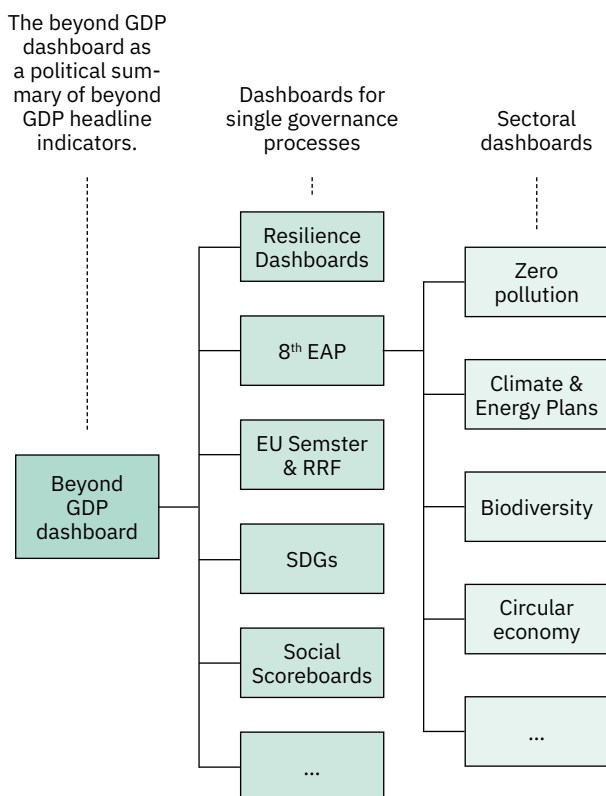 The beyond GDP
dashboard as
a political sum-
mary of beyond
GDP headline
indicators.
Dashboards for
single governance
processes
Sectoral
dashboards
Beyond
GDP
dashboard
Resilience
Dashboards
8th EAP
EU Semster
& RRF
SDGs
Social
Scoreboards
...
Zero
pollution
Climate &
Energy Plans
Biodiversity
Circular
economy
...